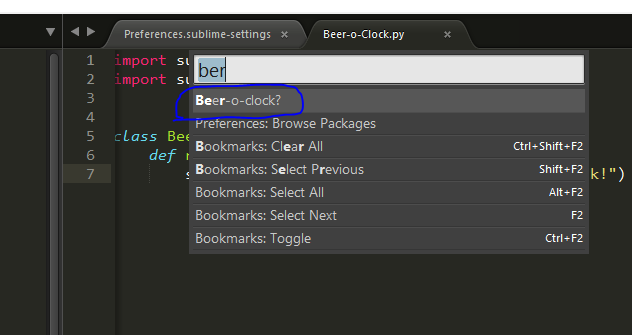 Preferences.sublime-settings × Beer-o-Clock.py ×
ber
1 import su
2 import su
3
4
5 class Bee
6 def r
7 s k!")
Beer-o-clock?
Preferences: Browse Packages
Bookmarks: Clear All Ctrl+Shift+F2
Bookmarks: Select Previous Shift+F2
Bookmarks: Select All Alt+F2
Bookmarks: Select Next F2
Bookmarks: Toggle Ctrl+F2